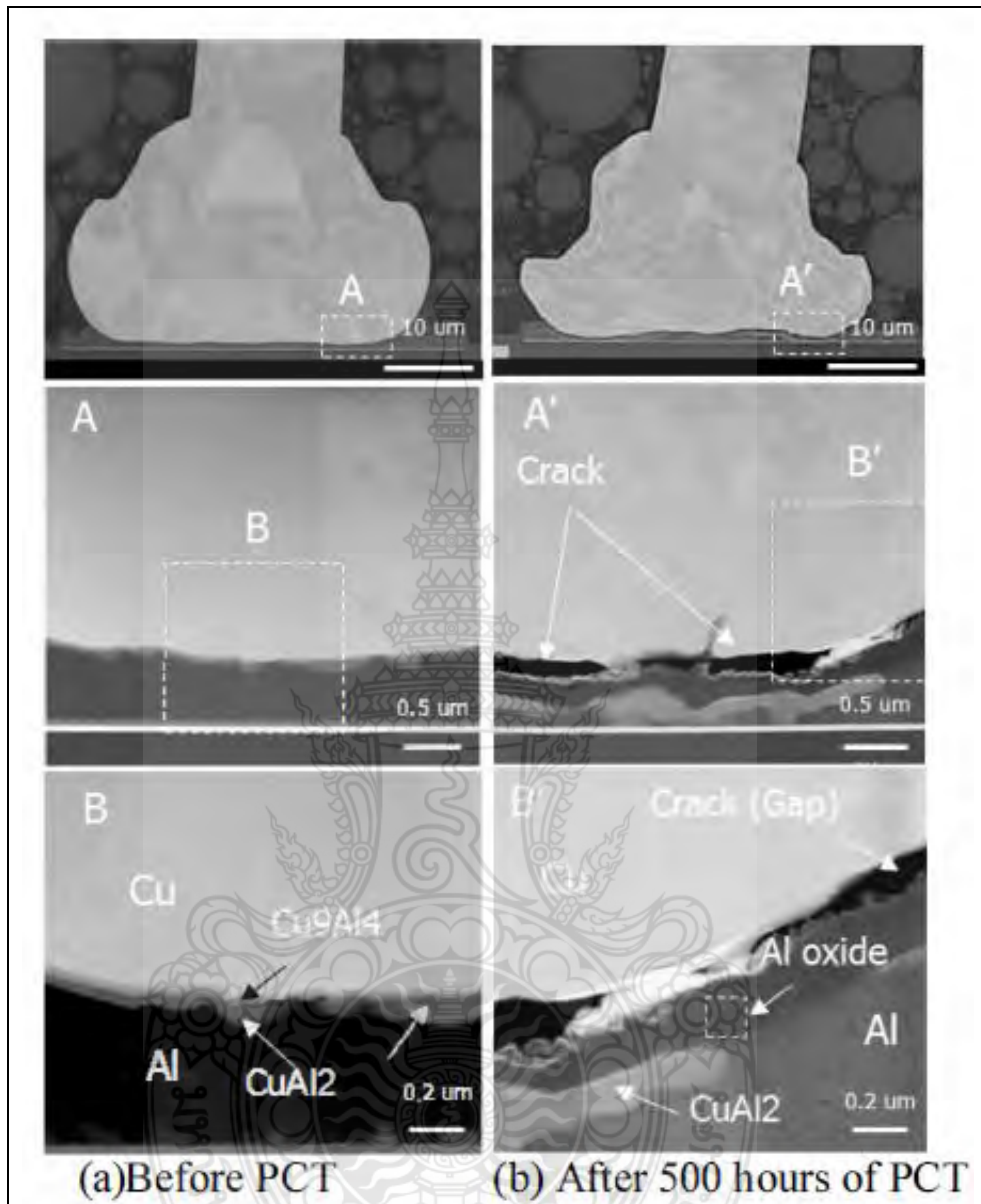 A
10 um
A'
10 um
A
B
0.5 um
A'
Crack
B'
0.5 um
B
Cu
Cu9Al4
Al
CuAl2
0.2 um
B'
Crack (Gap)
Cu
Al oxide
Al
CuAl2
0.2 um
(a)Before PCT
(b) After 500 hours of PCT